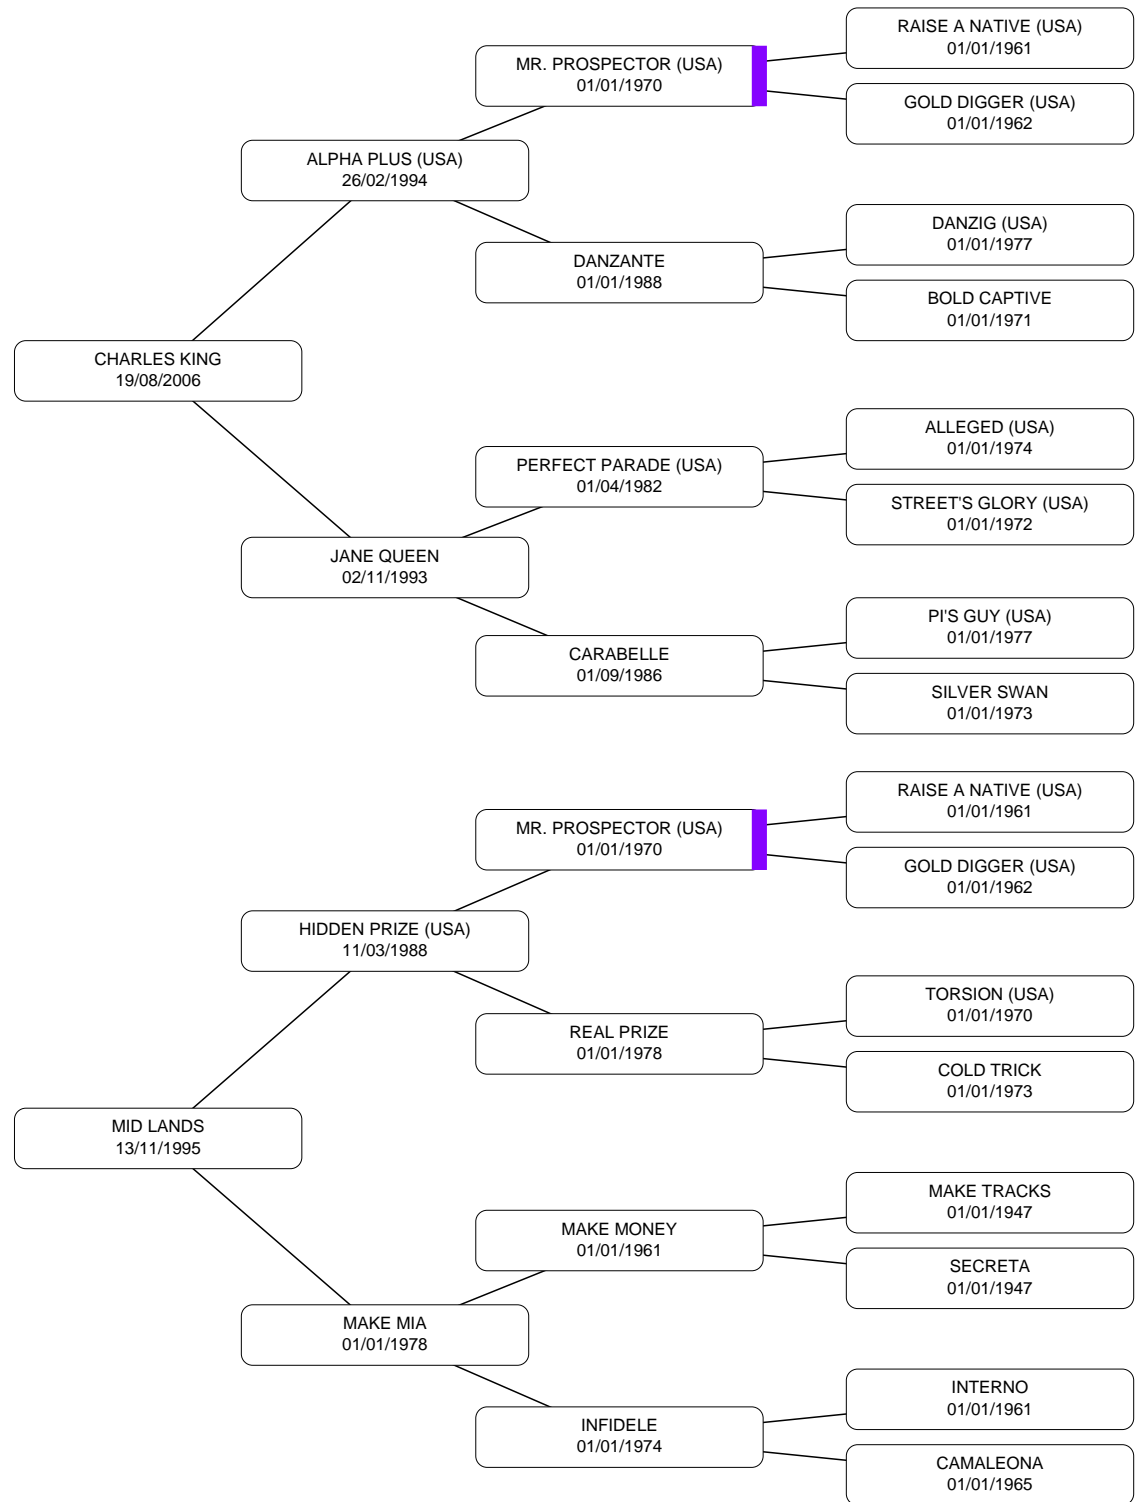 RAISE A NATIVE (USA)
01/01/1961
MR. PROSPECTOR (USA)
01/01/1970
GOLD DIGGER (USA)
01/01/1962
ALPHA PLUS (USA)
26/02/1994
DANZIG (USA)
01/01/1977
DANZANTE
01/01/1988
BOLD CAPTIVE
01/01/1971
CHARLES KING
19/08/2006
ALLEGED (USA)
01/01/1974
PERFECT PARADE (USA)
01/04/1982
STREET'S GLORY (USA)
01/01/1972
JANE QUEEN
02/11/1993
PI'S GUY (USA)
01/01/1977
CARABELLE
01/09/1986
SILVER SWAN
01/01/1973
RAISE A NATIVE (USA)
01/01/1961
MR. PROSPECTOR (USA)
01/01/1970
GOLD DIGGER (USA)
01/01/1962
HIDDEN PRIZE (USA)
11/03/1988
TORSION (USA)
01/01/1970
REAL PRIZE
01/01/1978
COLD TRICK
01/01/1973
MID LANDS
13/11/1995
MAKE TRACKS
01/01/1947
MAKE MONEY
01/01/1961
SECRETA
01/01/1947
MAKE MIA
01/01/1978
INTERNO
01/01/1961
INFIDELE
01/01/1974
CAMALEONA
01/01/1965